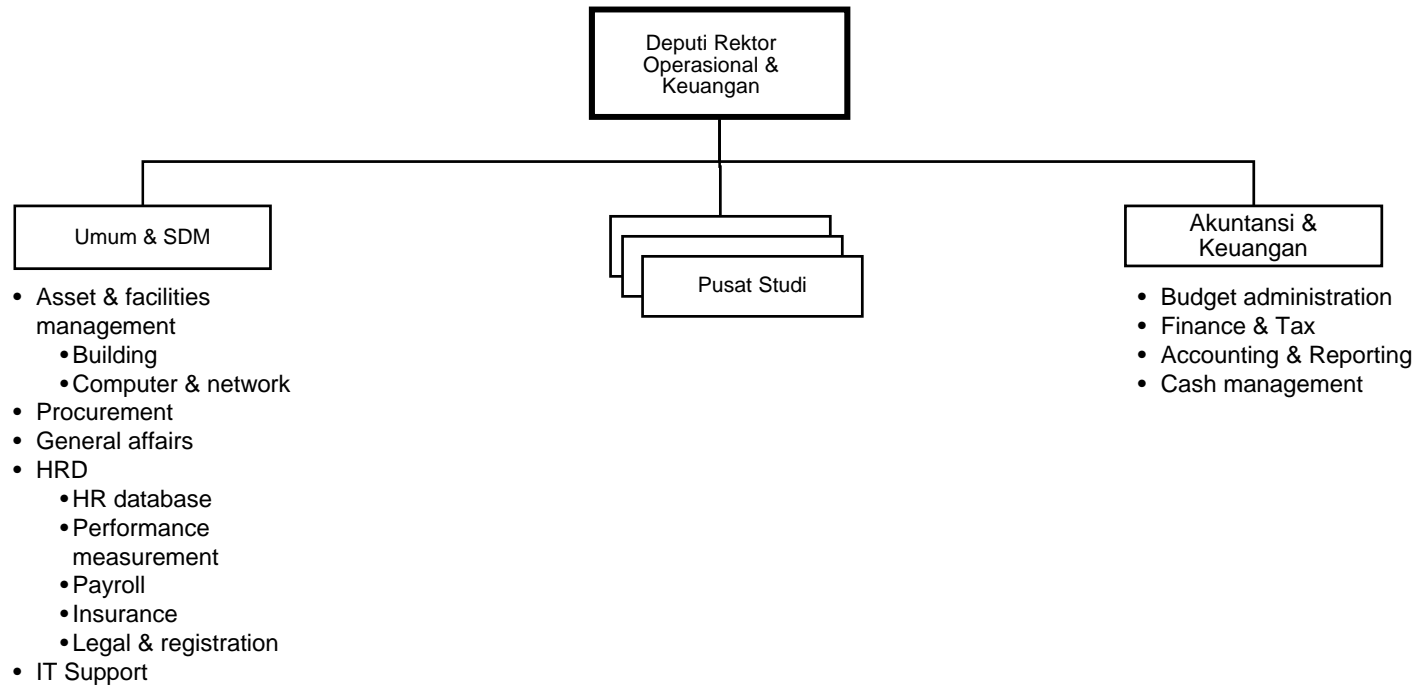 Deputi Rektor
Operasional &
Keuangan
Umum & SDM
• Asset & facilities
management
• Building
• Computer & network
• Procurement
• General affairs
• HRD
• HR database
• Performance
measurement
• Payroll
• Insurance
• Legal & registration
• IT Support
Pusat Studi
Akuntansi &
Keuangan
• Budget administration
• Finance & Tax
• Accounting & Reporting
• Cash management